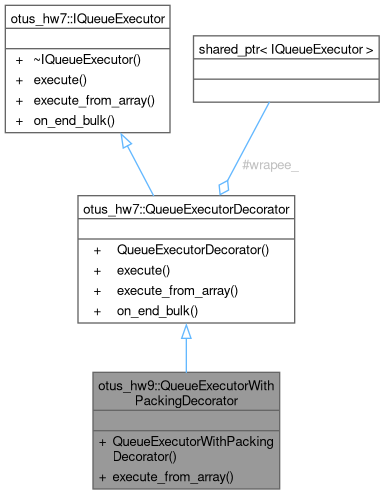 otus_hw7::IQueueExecutor
+ ~IQueueExecutor()
+ execute()
+ execute_from_array()
+ on_end_bulk()
shared_ptr< IQueueExecutor >
#wrapee_
otus_hw7::QueueExecutorDecorator
+ QueueExecutorDecorator()
+ execute()
+ execute_from_array()
+ on_end_bulk()
otus_hw9::QueueExecutorWith
PackingDecorator
+ QueueExecutorWithPacking
Decorator()
+ execute_from_array()